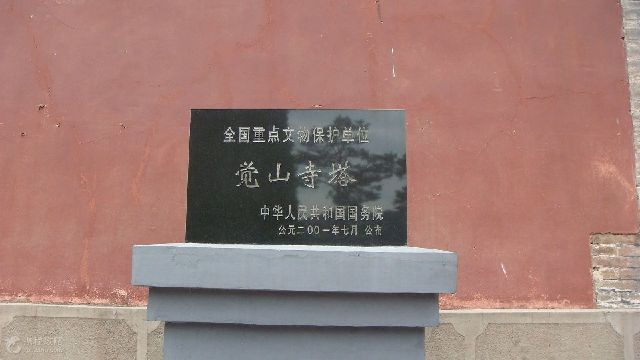 全国重点文物保护单位
觉山寺塔
中华人民共和国国务院
公元二〇〇一年七月 公布